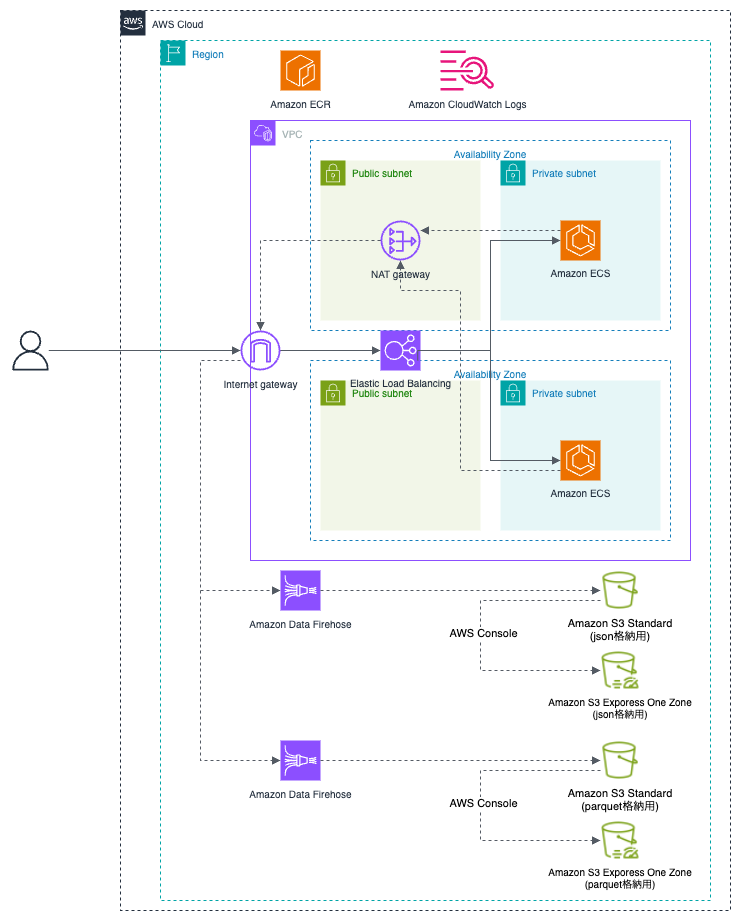 aws
AWS Cloud
Region
Amazon ECR
Amazon CloudWatch Logs
VPC
Availability Zone
Public subnet
Private subnet
NAT gateway
Amazon ECS
Internet gateway
Elastic Load Balancing
Availability Zone
Public subnet
Private subnet
Amazon ECS
Amazon Data Firehose
AWS Console
Amazon S3 Standard
(json格納用)
Amazon S3 Exporess One Zone
(json格納用)
Amazon Data Firehose
AWS Console
Amazon S3 Standard
(parquet格納用)
Amazon S3 Exporess One Zone
(parquet格納用)